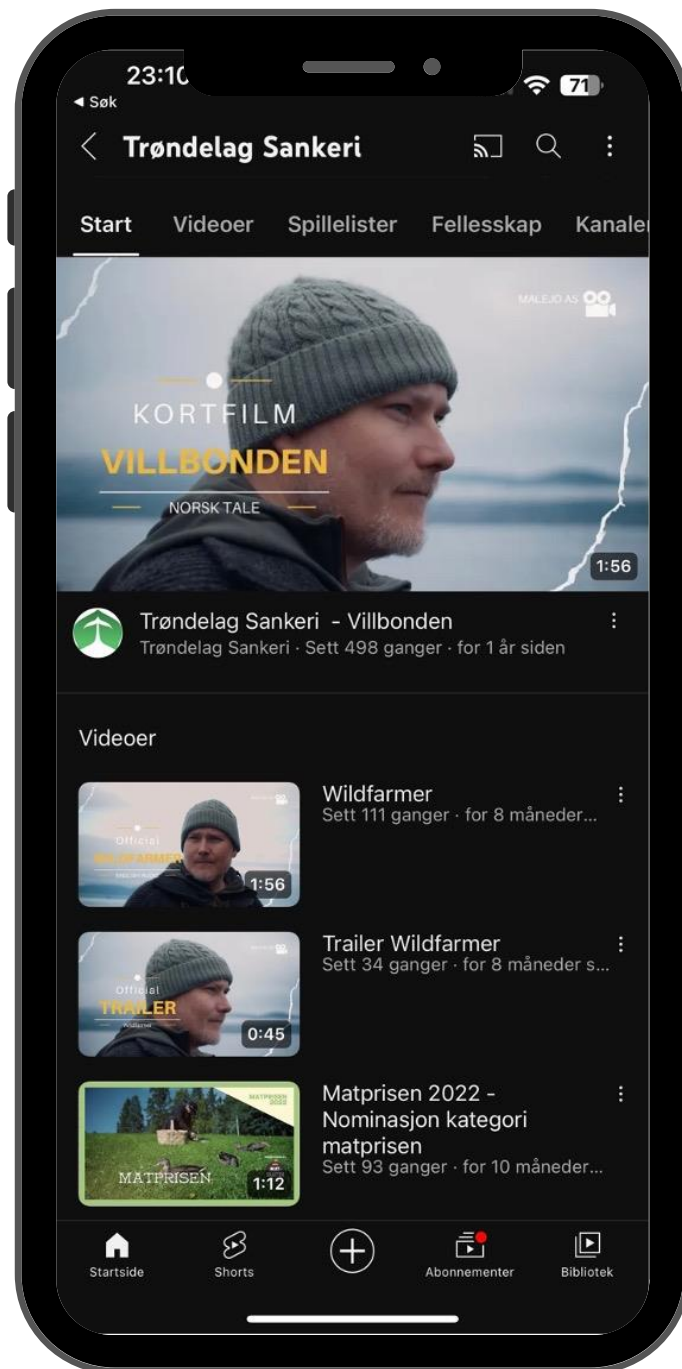 23:10
71
◀ Søk
Trøndelag Sankeri
Start Videoer Spillelister Fellesskap Kanaler
MALEJO AS
KORTFILM
VILLBONDEN
NORSK TALE
1:56
Trøndelag Sankeri - Villbonden
Trøndelag Sankeri · Sett 498 ganger · for 1 år siden
Videoer
Wildfarmer
Sett 111 ganger · for 8 måneder...
Official
WILDFARMER
1:56
Trailer Wildfarmer
Sett 34 ganger · for 8 måneder s...
Official
TRAILER
0:45
Matprisen 2022 -
Nominasjon kategori
matprisen
Sett 93 ganger · for 10 måneder...
MATPRISEN
2022
MATPRISEN
1:12
Startside Shorts Abonnementer Bibliotek